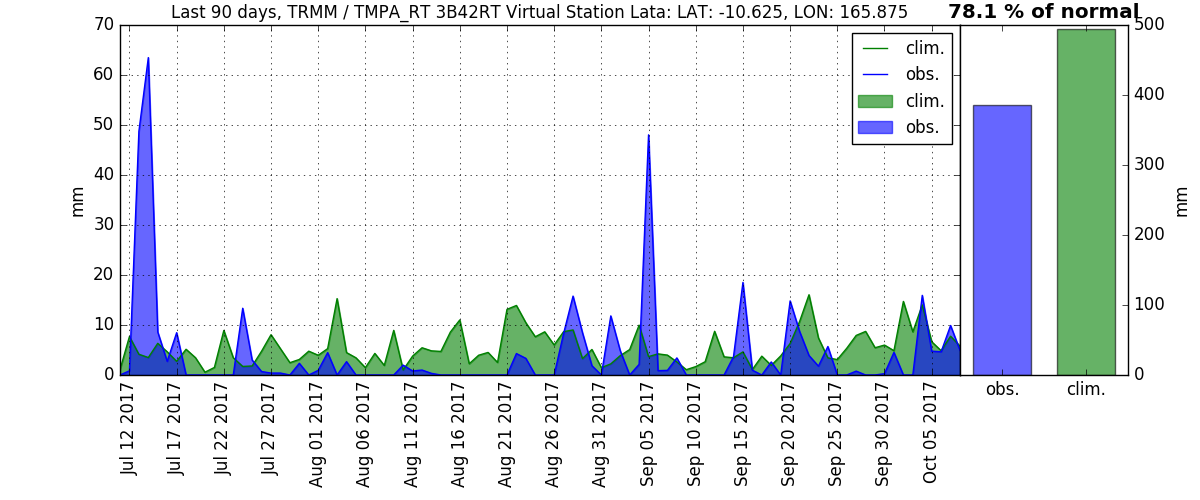 Last 90 days, TRMM / TMPA_RT 3B42RT Virtual Station Lata: LAT: -10.625, LON: 165.875
78.1 % of normal
70
60
50
40
30
20
10
0
mm
clim.
obs.
clim.
obs.
500
400
300
200
100
0
mm
Jul 12 2017
Jul 17 2017
Jul 22 2017
Jul 27 2017
Aug 01 2017
Aug 06 2017
Aug 11 2017
Aug 16 2017
Aug 21 2017
Aug 26 2017
Aug 31 2017
Sep 05 2017
Sep 10 2017
Sep 15 2017
Sep 20 2017
Sep 25 2017
Sep 30 2017
Oct 05 2017
obs.
clim.